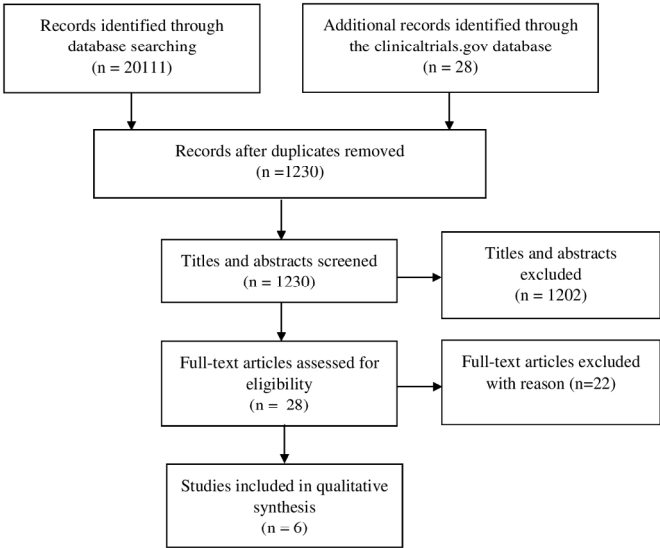 Records identified through
database searching
(n = 20111)
Additional records identified through
the clinicaltrials.gov database
(n = 28)
Records after duplicates removed
(n =1230)
Titles and abstracts screened
(n = 1230)
Titles and abstracts
excluded
(n = 1202)
Full-text articles assessed for
eligibility
(n = 28)
Full-text articles excluded
with reason (n=22)
Studies included in qualitative
synthesis
(n = 6)